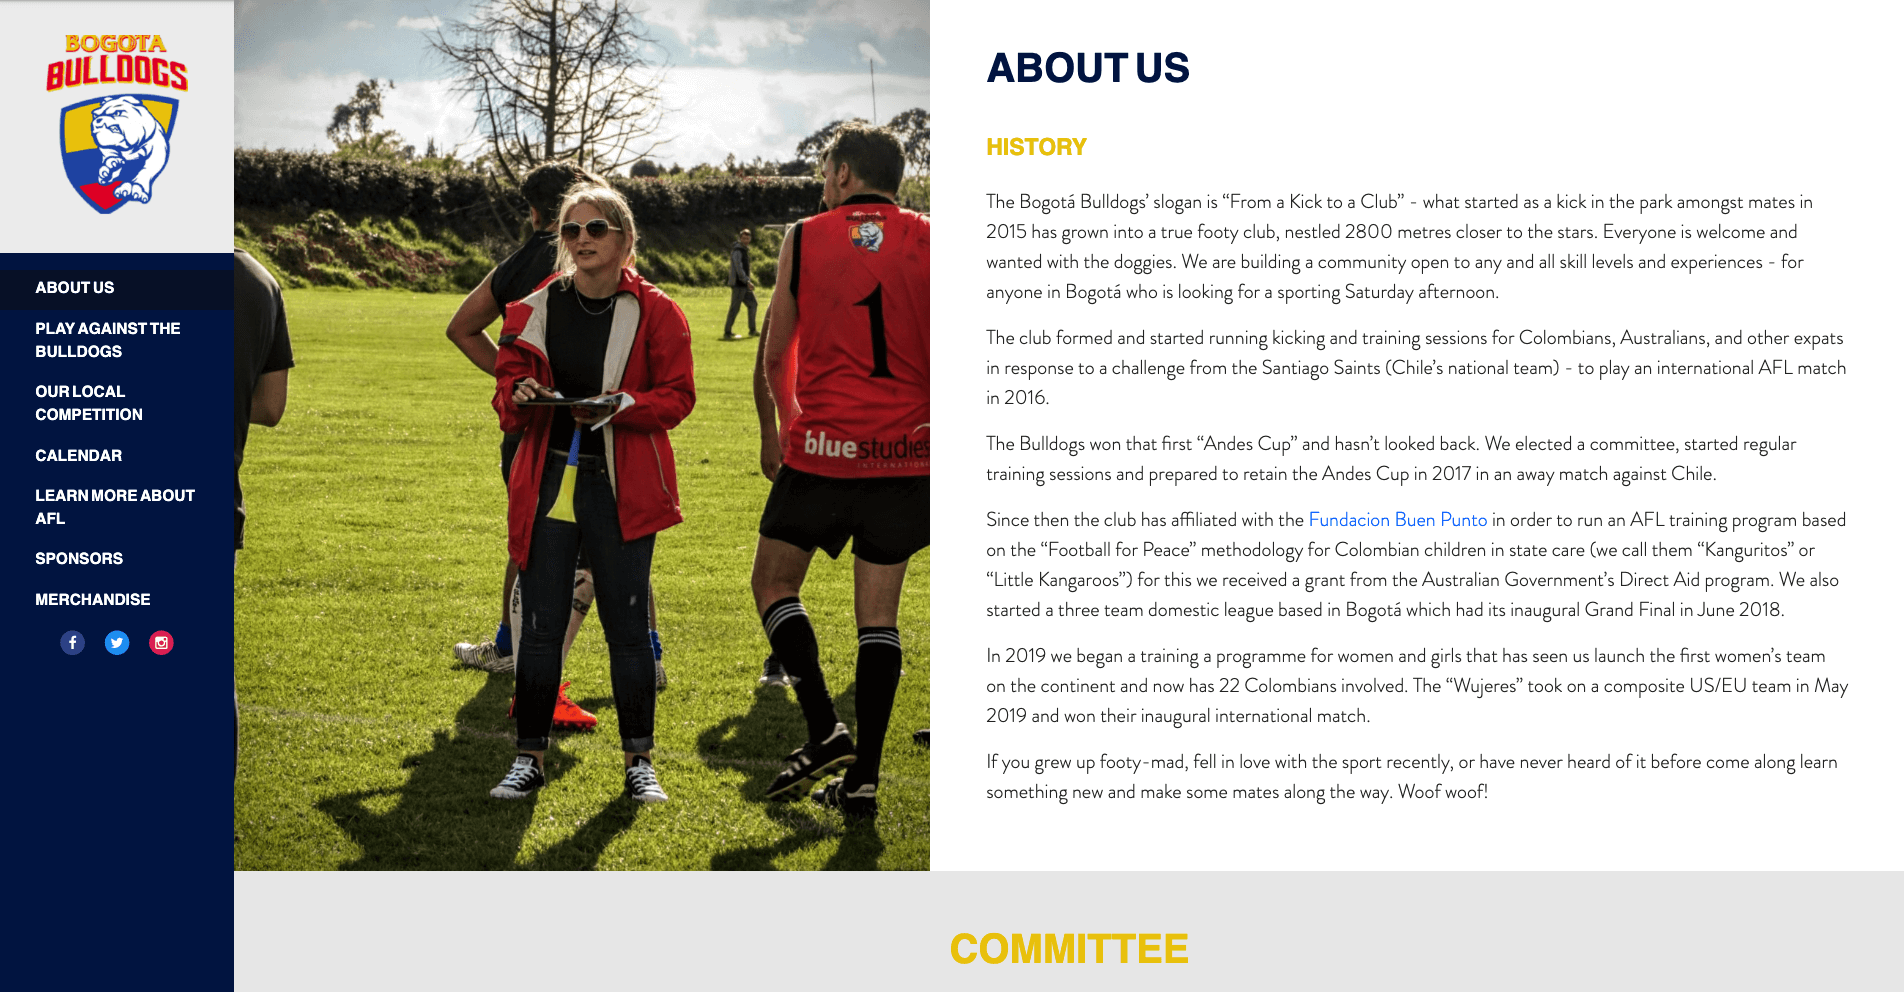 BOGOTA
BULLDOGS
ABOUT US
PLAY AGAINST THE
BULLDOGS
OUR LOCAL
COMPETITION
CALENDAR
LEARN MORE ABOUT
AFL
SPONSORS
MERCHANDISE
BULLDOGS
1
bluestudies
INTERNATIONA
ABOUT US
HISTORY
The Bogotá Bulldogs’ slogan is “From a Kick to a Club” - what started as a kick in the park amongst mates in
2015 has grown into a true footy club, nestled 2800 metres closer to the stars. Everyone is welcome and
wanted with the doggies. We are building a community open to any and all skill levels and experiences - for
anyone in Bogotá who is looking for a sporting Saturday afternoon.
The club formed and started running kicking and training sessions for Colombians, Australians, and other expats
in response to a challenge from the Santiago Saints (Chile’s national team) - to play an international AFL match
in 2016.
The Bulldogs won that first “Andes Cup” and hasn’t looked back. We elected a committee, started regular
training sessions and prepared to retain the Andes Cup in 2017 in an away match against Chile.
Since then the club has affiliated with the Fundacion Buen Punto in order to run an AFL training program based
on the “Football for Peace” methodology for Colombian children in state care (we call them “Kanguritos” or
“Little Kangaroos”) for this we received a grant from the Australian Government’s Direct Aid program. We also
started a three team domestic league based in Bogotá which had its inaugural Grand Final in June 2018.
In 2019 we began a training a programme for women and girls that has seen us launch the first women’s team
on the continent and now has 22 Colombians involved. The “Wujeres” took on a composite US/EU team in May
2019 and won their inaugural international match.
If you grew up footy-mad, fell in love with the sport recently, or have never heard of it before come along learn
something new and make some mates along the way. Woof woof!
COMMITTEE